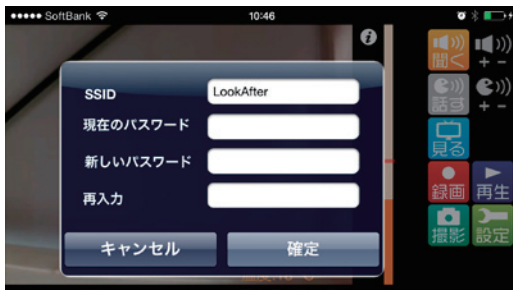 SoftBank 10:46
SSID LookAfter
現在のパスワード
新しいパスワード
再入力
キャンセル 確定
聞く + -
話す + -
見る
録画 再生
撮影 設定